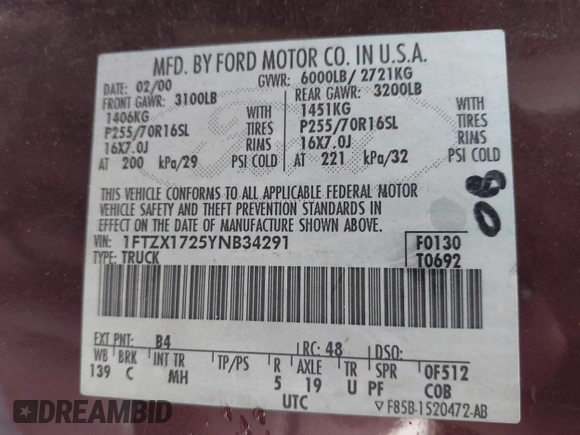 MFD. BY FORD MOTOR CO. IN U.S.A.
DATE: 02/00 GVWR: 6000LB/ 2721KG
FRONT GAWR: 3100LB REAR GAWR: 3200LB
1406KG WITH 1451KG WITH
P255/70R16SL TIRES P255/70R16SL TIRES
16X7.0J RIMS 16X7.0J RIMS
AT 200 kPa/29 PSI COLD AT 221 kPa/32 PSI COLD
THIS VEHICLE CONFORMS TO ALL APPLICABLE FEDERAL MOTOR
VEHICLE SAFETY AND THEFT PREVENTION STANDARDS IN
EFFECT ON THE DATE OF MANUFACTURE SHOWN ABOVE.
VIN: 1FTZX1725YNB34291 F0130
TYPE: TRUCK T0692
EXT PNT: B4 RC: 48 DSO:
WB BRK INT TR TP/PS R AXLE TR SPR 0F512
139 C MH 5 19 U PF COB
UTC ▽ F85B-1520472-AB
DREAMBID